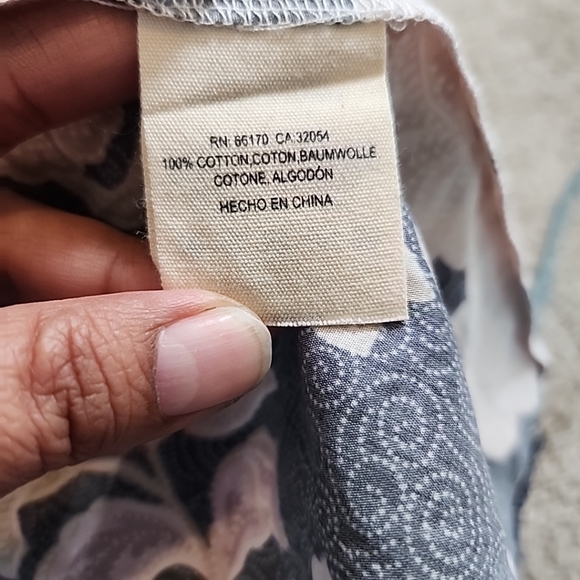 RN: 66170 CA 32054
100% COTTON,COTON,BAUMWOLLE
COTONE, ALGODÓN
HECHO EN CHINA